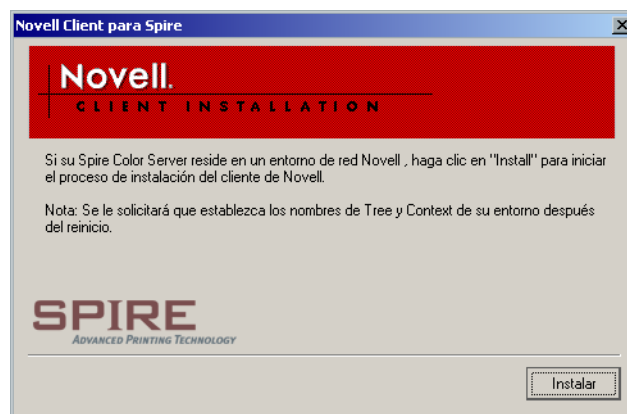 Novell Client para Spire
Novell.
CLIENT INSTALLATION
Si su Spire Color Server reside en un entorno de red Novell , haga clic en "Install" para iniciar
el proceso de instalación del cliente de Novell.
Nota: Se le solicitará que establezca los nombres de Tree y Context de su entorno después
del reinicio.
SPIRE
ADVANCED PRINTING TECHNOLOGY
Instalar